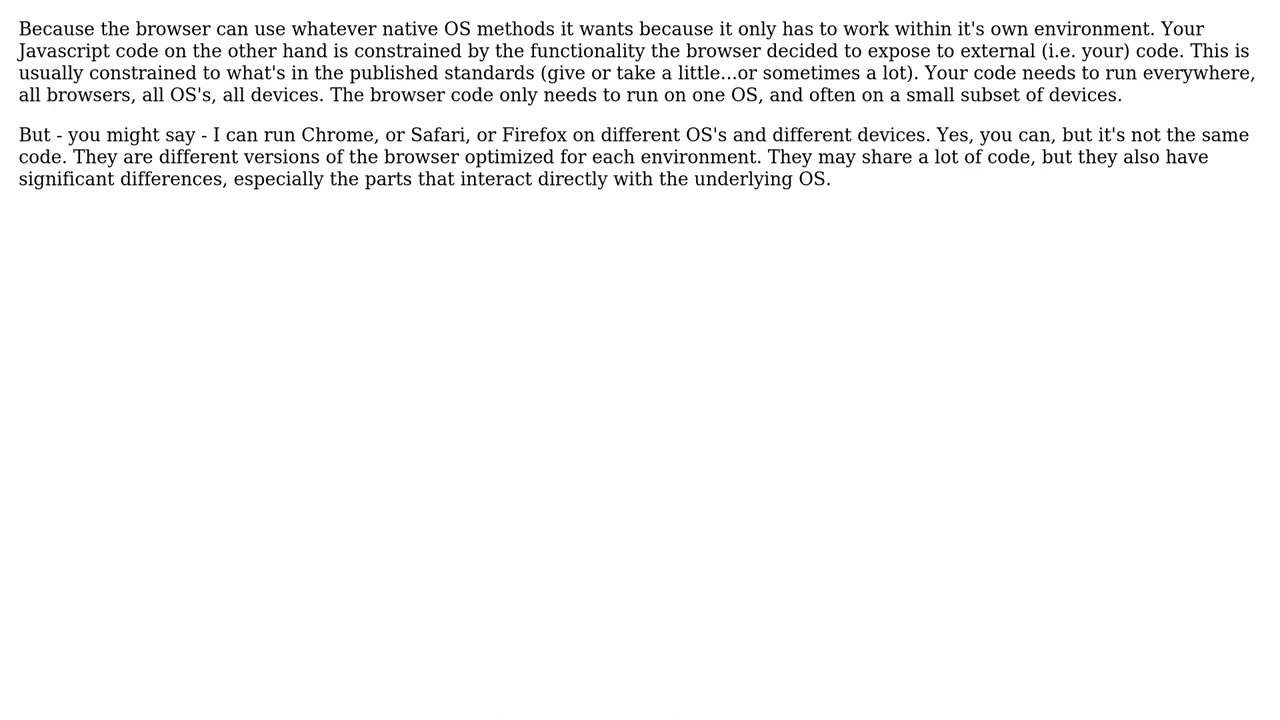 Because the browser can use whatever native OS methods it wants because it only has to work within it's own environment. Your
Javascript code on the other hand is constrained by the functionality the browser decided to expose to external (i.e. your) code. This is
usually constrained to what's in the published standards (give or take a little...or sometimes a lot). Your code needs to run everywhere,
all browsers, all OS's, all devices. The browser code only needs to run on one OS, and often on a small subset of devices.
But - you might say - I can run Chrome, or Safari, or Firefox on different OS's and different devices. Yes, you can, but it's not the same
code. They are different versions of the browser optimized for each environment. They may share a lot of code, but they also have
significant differences, especially the parts that interact directly with the underlying OS.